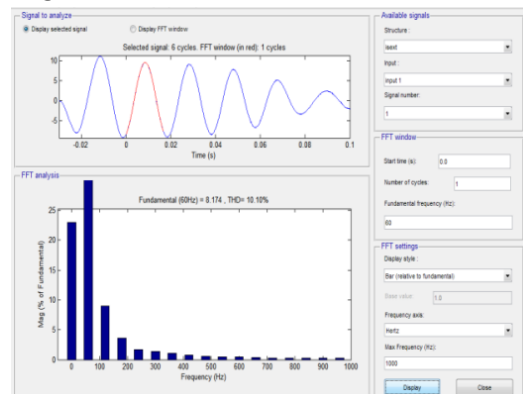 Signal to analyze
Display selected signal
Display FFT window
Selected signal: 6 cycles. FFT window (in red): 1 cycles
10
5
0
-5
-0.02
0
0.02
0.04
0.06
0.08
0.1
Time (s)
FFT analysis
Fundamental (60Hz) = 8.174 , THD= 10.10%
25
20
15
10
5
0
Mag (% of Fundamental)
0
100
200
300
400
500
600
700
800
900
1000
Frequency (Hz)
Available signals
Structure :
Input :
input 1
Signal number:
1
FFT window
Start time (s):
0.0
Number of cycles:
1
Fundamental frequency (Hz):
60
FFT settings
Display style :
Bar (relative to fundamental)
Base value:
1.0
Frequency axis:
Hertz
Max Frequency (Hz):
1000
Display
Close